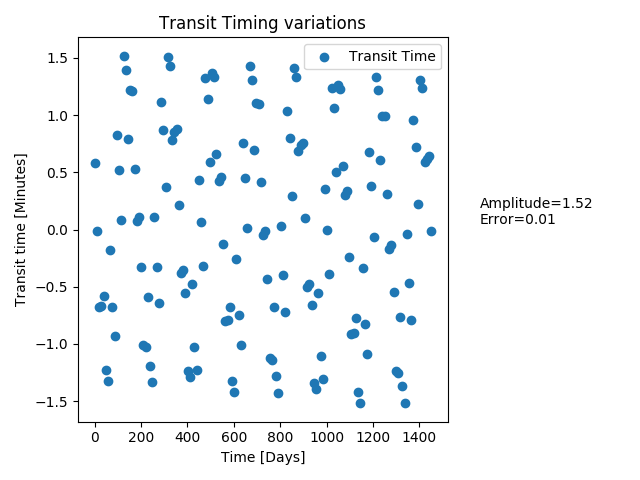 Transit Timing variations
Transit Time
Transit time [Minutes]
1.5
1.0
0.5
0.0
−0.5
−1.0
−1.5
0
200
400
600
800
1000
1200
1400
Time [Days]
Amplitude=1.52
Error=0.01